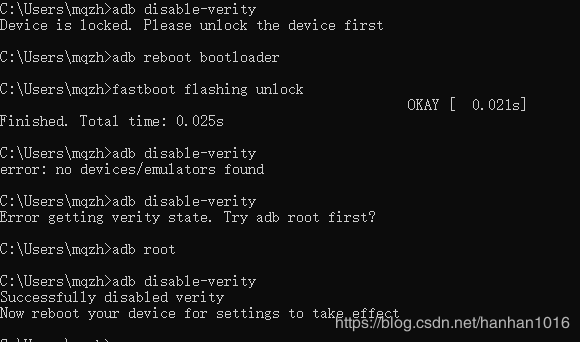 C:\Users\mqzh>adb disable-verity
Device is locked. Please unlock the device first
C:\Users\mqzh>adb reboot bootloader
C:\Users\mqzh>fastboot flashing unlock
OKAY [  0.021s]
Finished. Total time: 0.025s
C:\Users\mqzh>adb disable-verity
error: no devices/emulators found
C:\Users\mqzh>adb disable-verity
Error getting verity state. Try adb root first?
C:\Users\mqzh>adb root
C:\Users\mqzh>adb disable-verity
Successfully disabled verity
Now reboot your device for settings to take effect
https://blog.csdn.net/hanhan1016